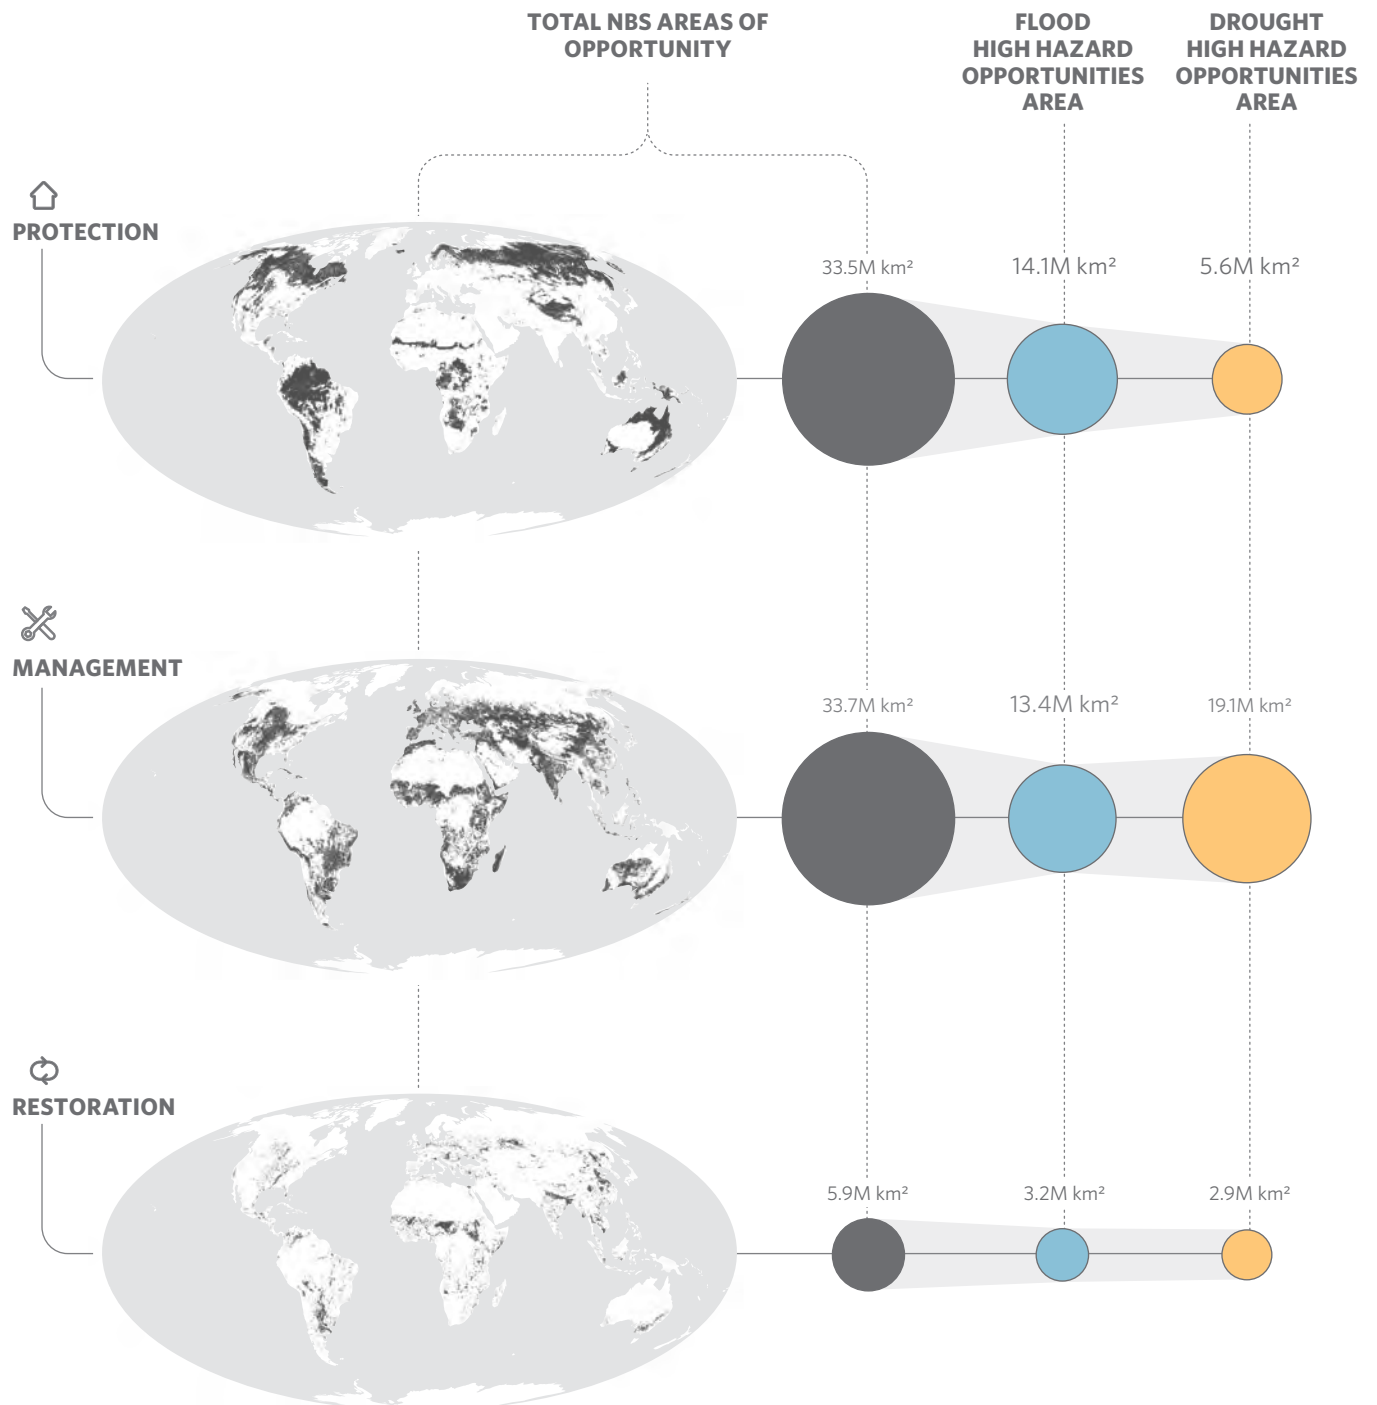 TOTAL NBS AREAS OF
OPPORTUNITY
FLOOD
HIGH HAZARD
OPPORTUNITIES
AREA
DROUGHT
HIGH HAZARD
OPPORTUNITIES
AREA
PROTECTION
33.5M km²
14.1M km²
5.6M km²
MANAGEMENT
33.7M km²
13.4M km²
19.1M km²
RESTORATION
5.9M km²
3.2M km²
2.9M km²